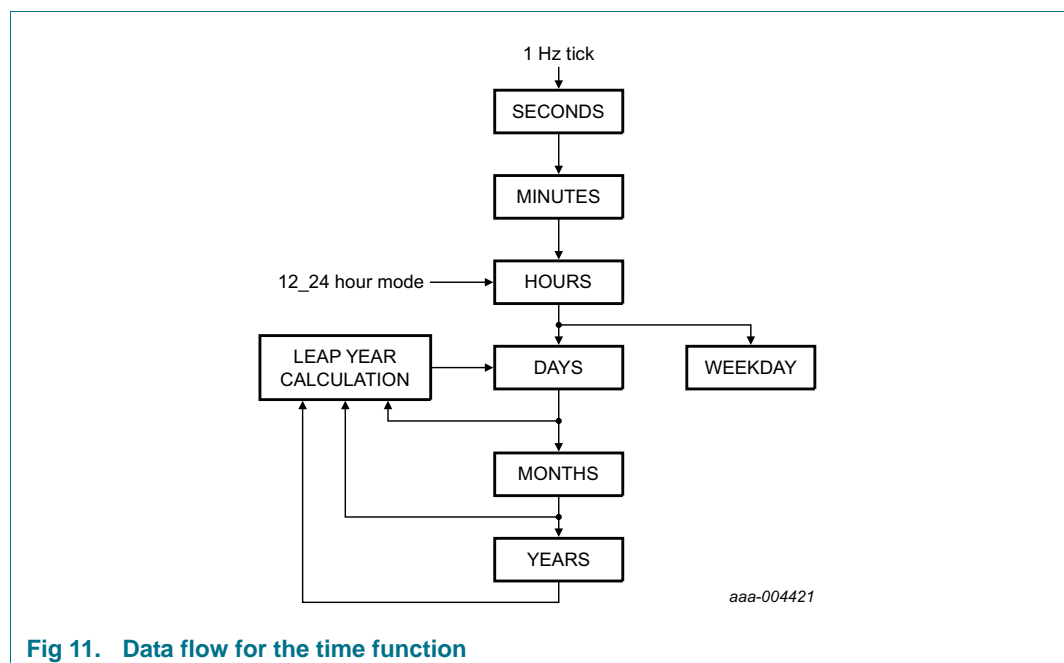 1 Hz tick
SECONDS
MINUTES
12_24 hour mode
HOURS
LEAP YEAR
CALCULATION
DAYS
WEEKDAY
MONTHS
YEARS
aaa-004421
Fig 11. Data flow for the time function